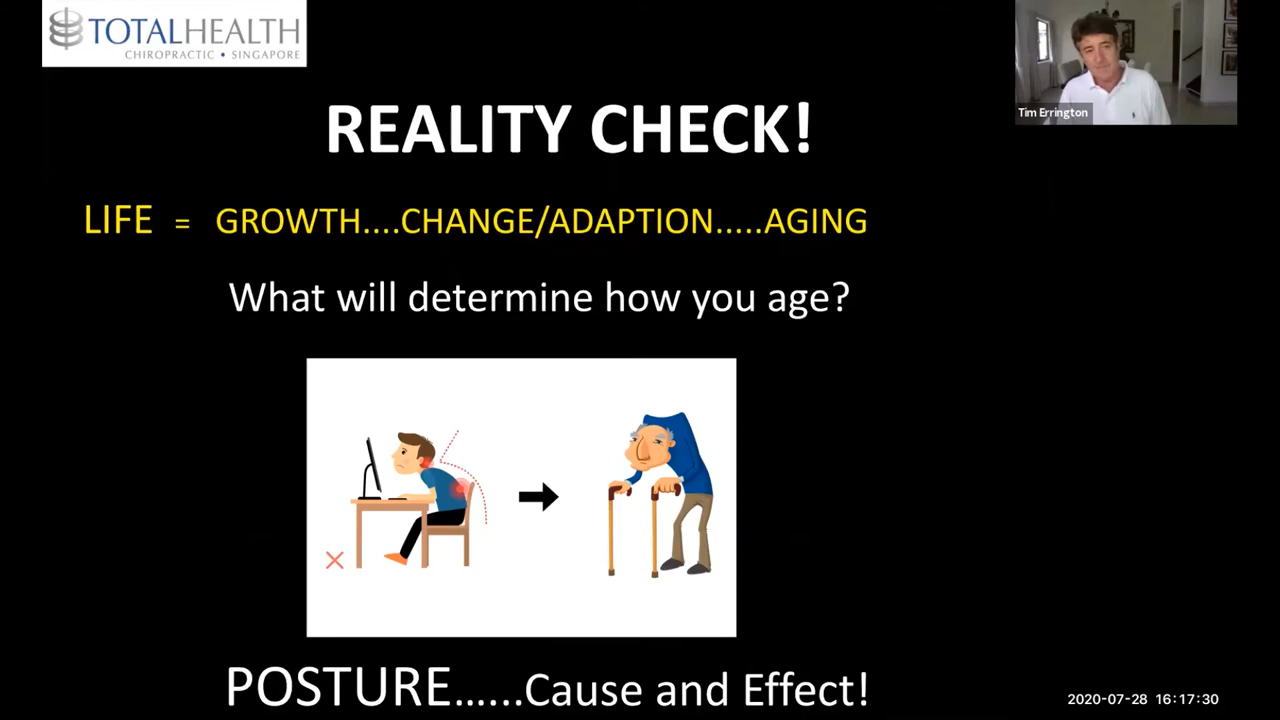 TOTALHEALTH
CHIROPRACTIC • SINGAPORE
Tim Errington
REALITY CHECK!
LIFE = GROWTH....CHANGE/ADAPTION.....AGING
What will determine how you age?
POSTURE......Cause and Effect!
2020-07-28 16:17:30